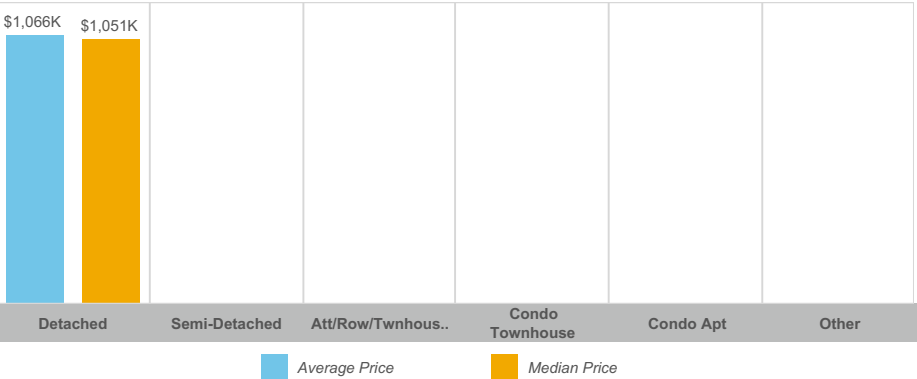 $1,066K
$1,051K
Detached
Semi-Detached
Att/Row/Twnhous..
Condo
Townhouse
Condo Apt
Other
Average Price
Median Price